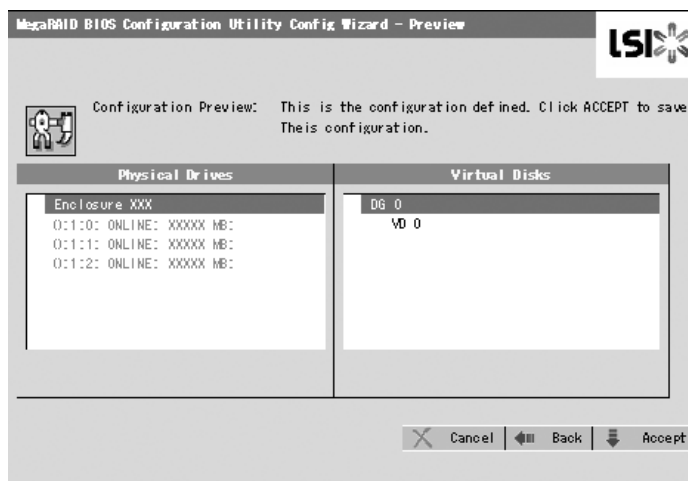 MegaRAID BIOS Configuration Utility Config Wizard - Preview
LSI
Configuration Preview: This is the configuration defined. Click ACCEPT to save
Theis configuration.
Physical Drives
Enclosure XXX
0:1:0: ONLINE: XXXXX MB:
0:1:1: ONLINE: XXXXX MB:
0:1:2: ONLINE: XXXXX MB:
Virtual Disks
DG 0
VD 0
Cancel
Back
Accept